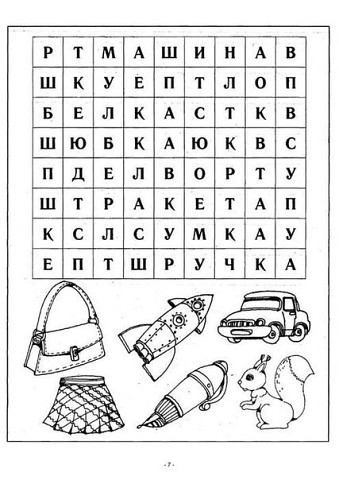 Р Т М А Ш И Н А В
Ш К У Е П Т Л О П
Б Е Л К А С Т К В
Ш Ю Б К А Ю К В С
П Д Е Л В О Р Т У
Ш Т Р А К Е Т А П
К С Л С У М К А У
Е П Т Ш Р У Ч К А
- 7 -